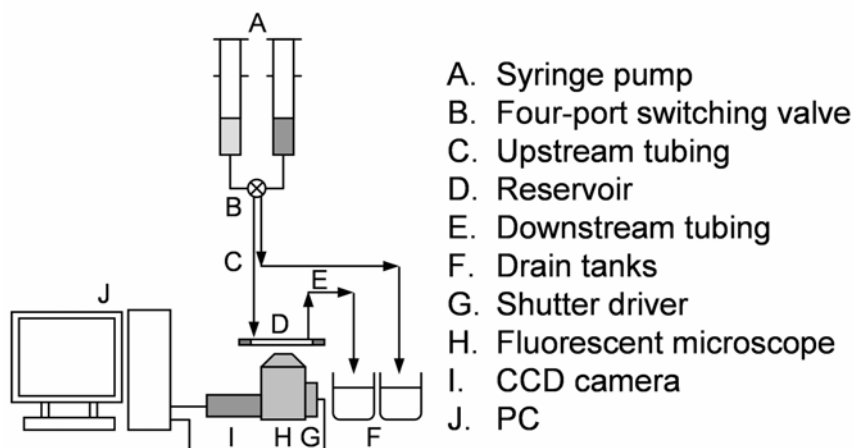 A
B
C
E
J
D
I
H
G
F
A. Syringe pump
B. Four-port switching valve
C. Upstream tubing
D. Reservoir
E. Downstream tubing
F. Drain tanks
G. Shutter driver
H. Fluorescent microscope
I. CCD camera
J. PC